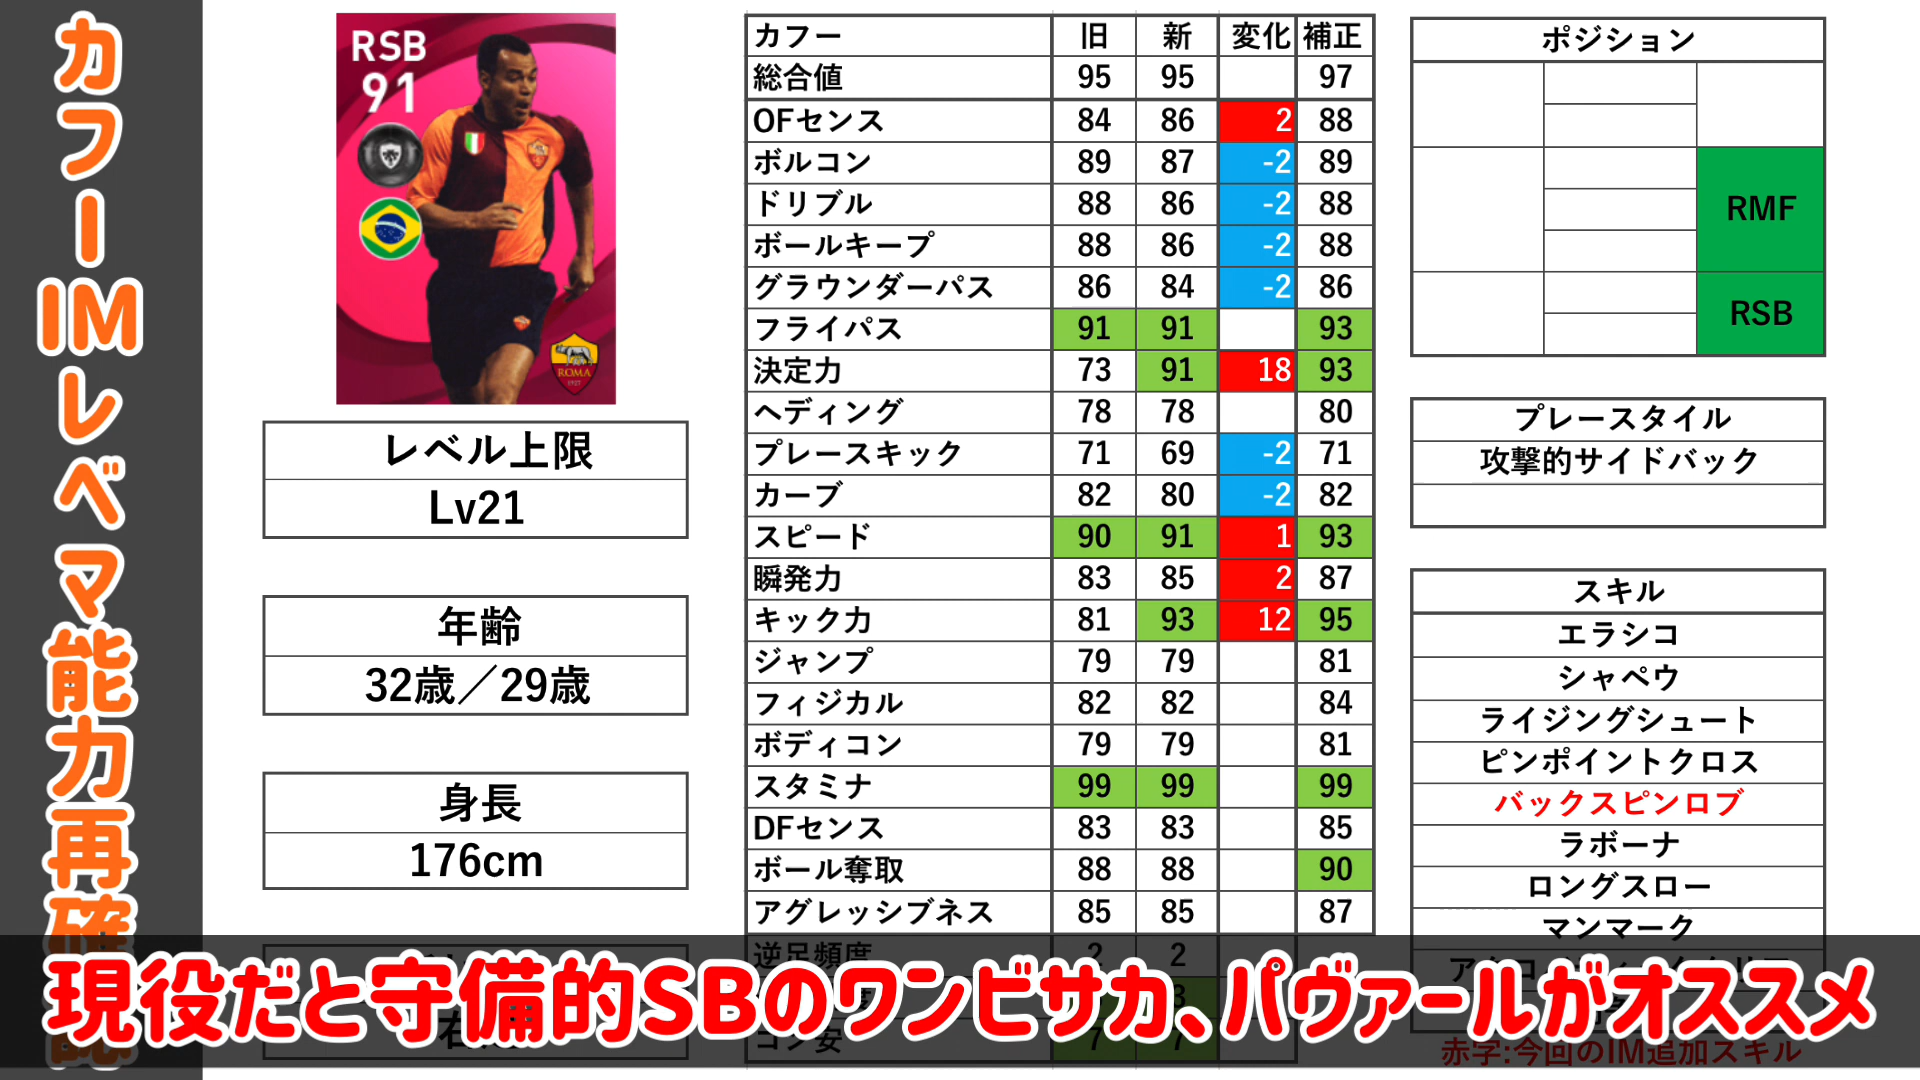 カフーIMレベマ能力再確認
RSB
91
ROMA
1927
レベル上限
Lv21
年齢
32歳／29歳
身長
176cm
カフー 旧 新 変化 補正
総合値 95 95 97
OFセンス 84 86 2 88
ボルコン 89 87 -2 89
ドリブル 88 86 -2 88
ボールキープ 88 86 -2 88
グラウンダーパス 86 84 -2 86
フライパス 91 91 93
決定力 73 91 18 93
ヘディング 78 78 80
プレースキック 71 69 -2 71
カーブ 82 80 -2 82
スピード 90 91 1 93
瞬発力 83 85 2 87
キック力 81 93 12 95
ジャンプ 79 79 81
フィジカル 82 82 84
ボディコン 79 79 81
スタミナ 99 99 99
DFセンス 83 83 85
ボール奪取 88 88 90
アグレッシブネス 85 85 87
逆足頻度 2 2
3
コン安 7 7
ポジション
RMF
RSB
プレースタイル
攻撃的サイドバック
スキル
エラシコ
シャペウ
ライジングシュート
ピンポイントクロス
バックスピンロブ
ラボーナ
ロングスロー
マンマーク
赤字:今回のIM追加スキル
現役だと守備的SBのワンビサカ、パヴァールがオススメ